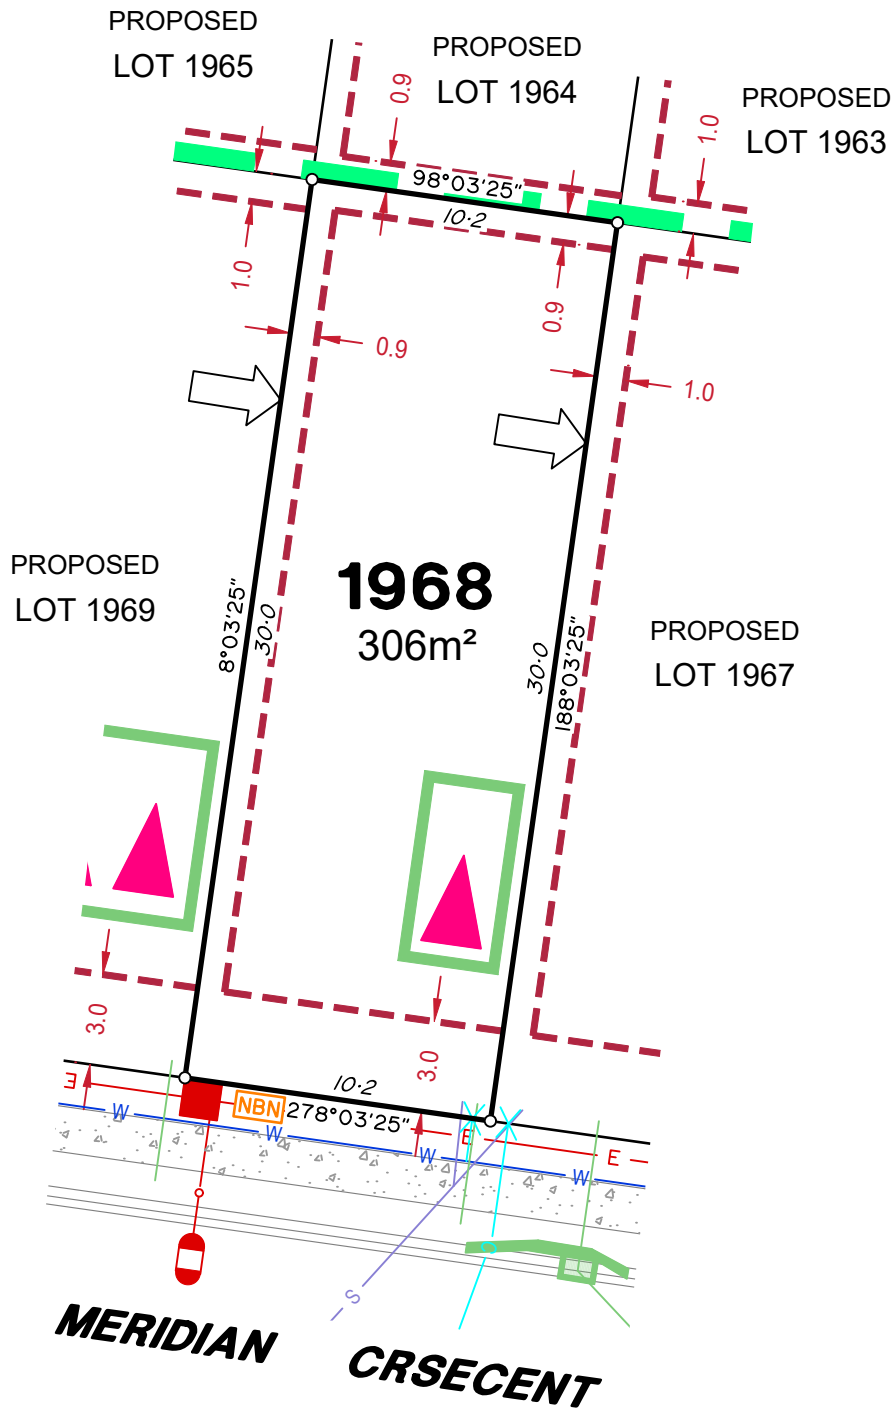 PROPOSED
LOT 1965
PROPOSED
LOT 1964
PROPOSED
LOT 1963
0.9
1.0
98°03'25"
10·2
1.0
0.9
0.9
1.0
PROPOSED
LOT 1969
1968
306m²
8°03'25"
30·0
30·0
188°03'25"
PROPOSED
LOT 1967
3.0
3.0
10·2
278°03'25"
E
NBN
E
E
W
W
W
W
S
MERIDIAN CRSECENT